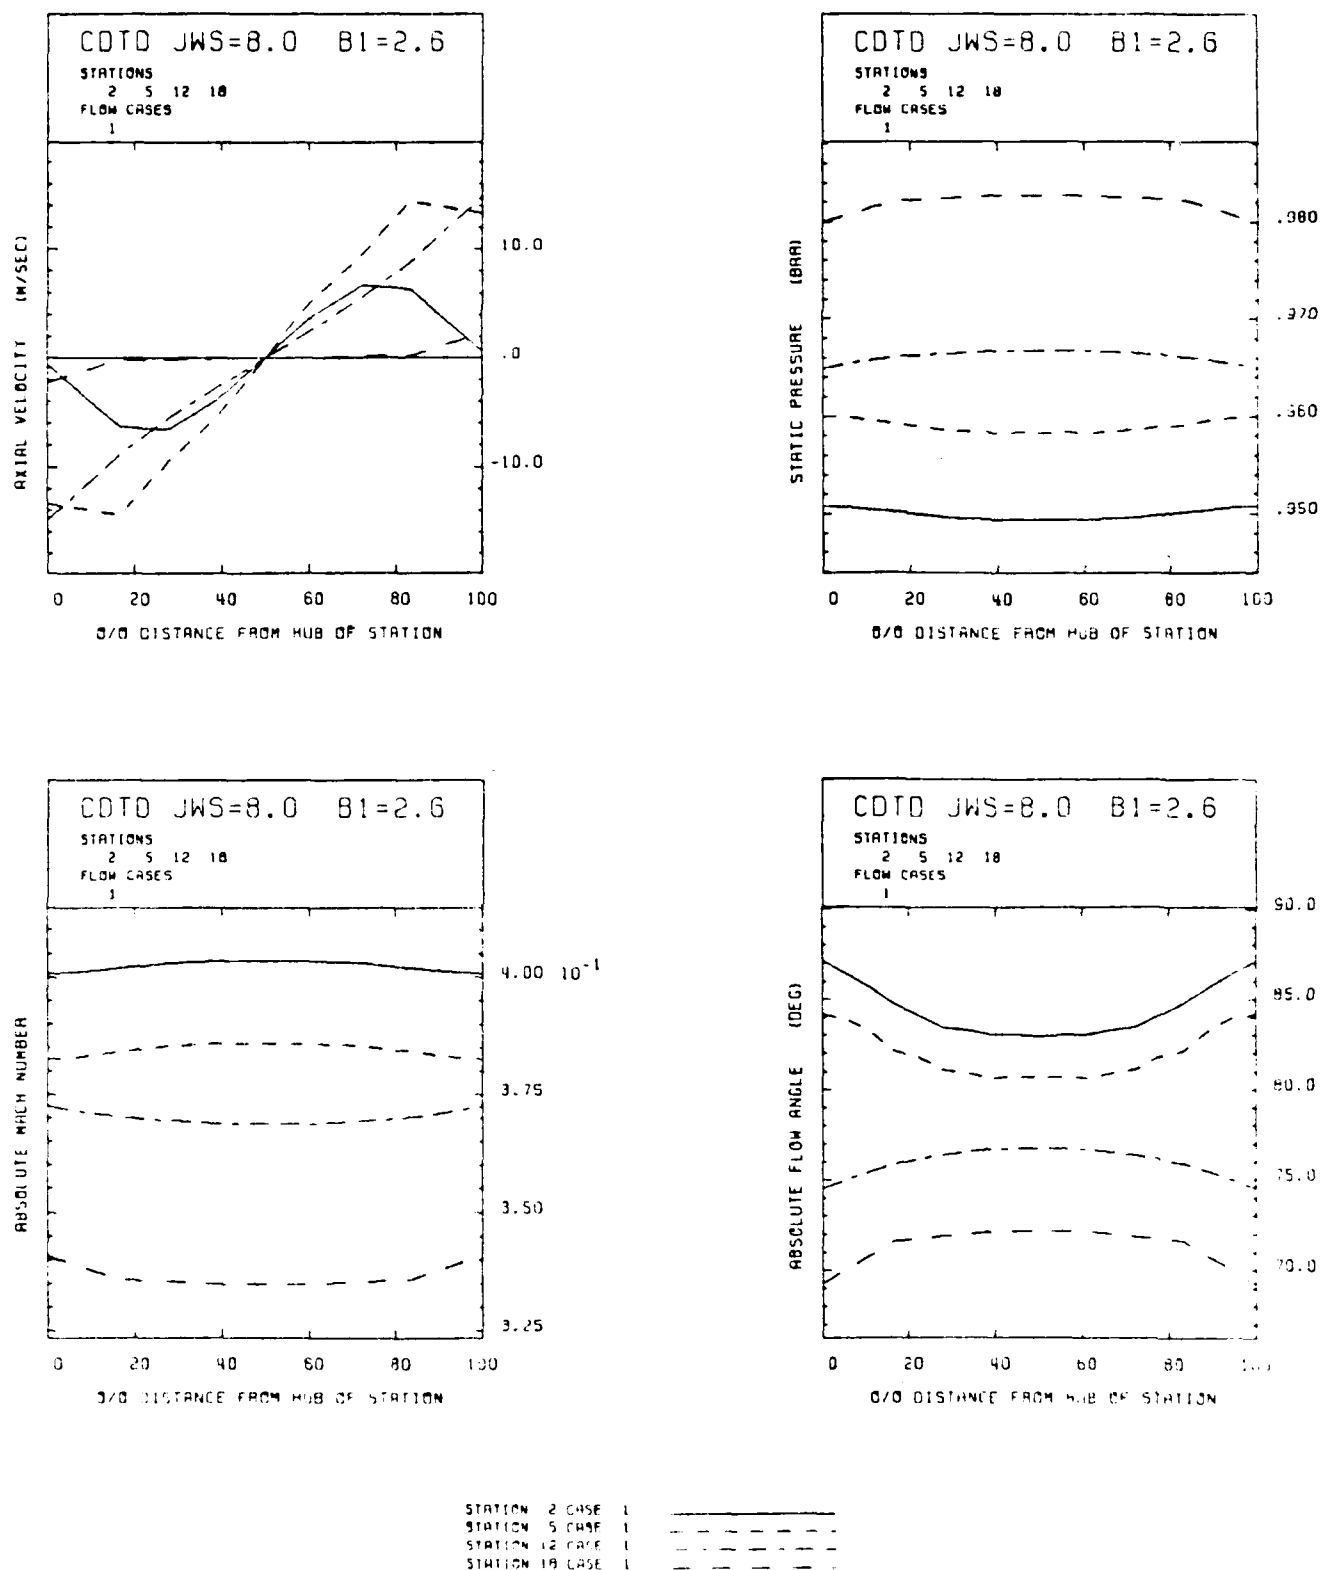 CDTD JWS=8.0 B1=2.6
STATIONS
2 5 12 18
FLOW CASES
1
AXIAL VELOCITY (M/SEC)
10.0
.0
-10.0
0 20 40 60 80 100
0/0 DISTANCE FROM HUB OF STATION
CDTD JWS=8.0 B1=2.6
STATIONS
2 5 12 18
FLOW CASES
1
STATIC PRESSURE (BAR)
.980
.970
.960
.950
0 20 40 60 80 100
0/0 DISTANCE FROM HUB OF STATION
CDTD JWS=8.0 B1=2.6
STATIONS
2 5 12 18
FLOW CASES
1
ABSOLUTE MACH NUMBER
4.00 10⁻¹
3.75
3.50
3.25
0 20 40 60 80 100
0/0 DISTANCE FROM HUB OF STATION
CDTD JWS=8.0 B1=2.6
STATIONS
2 5 12 18
FLOW CASES
1
ABSOLUTE FLOW ANGLE (DEG)
90.0
85.0
80.0
75.0
70.0
0 20 40 60 80 100
0/0 DISTANCE FROM HUB OF STATION
STATION 2 CASE 1
STATION 5 CASE 1
STATION 12 CASE 1
STATION 18 CASE 1